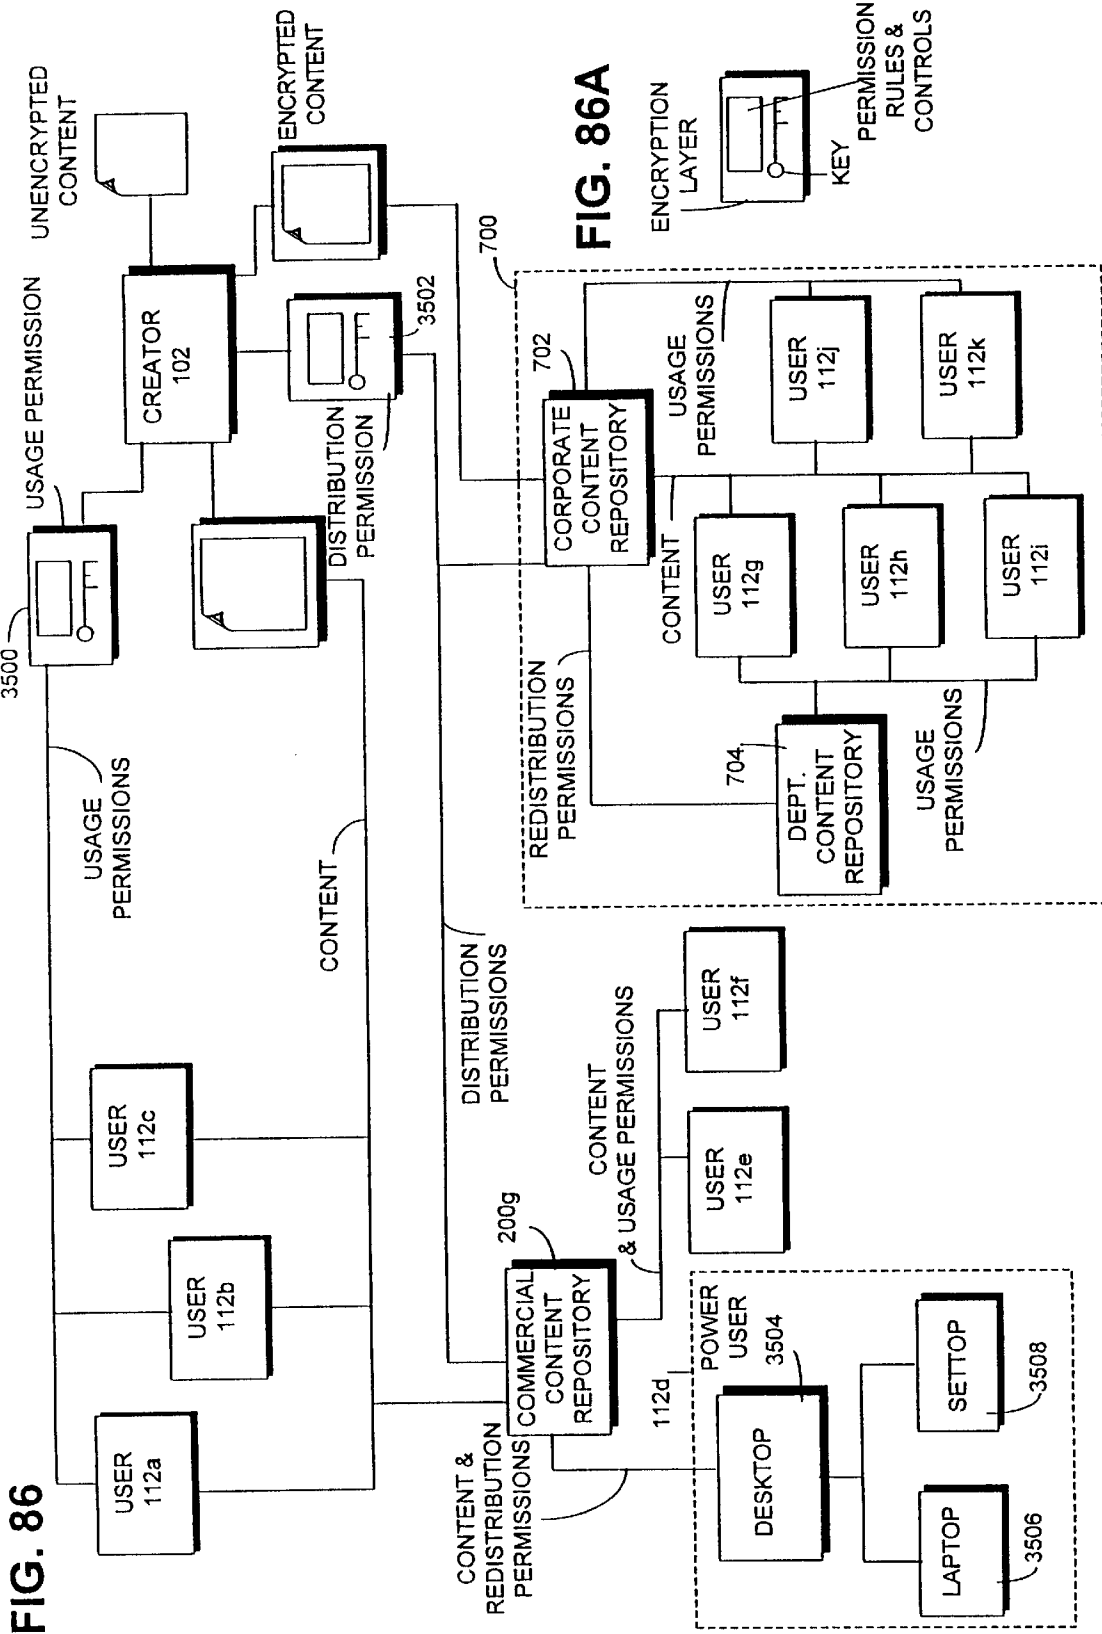 FIG. 86
3500
USAGE PERMISSION
UNENCRYPTED
CONTENT
CREATOR
102
ENCRYPTED
CONTENT
USAGE
PERMISSIONS
USER
112a
USER
112b
USER
112c
CONTENT
DISTRIBUTION
PERMISSION
3502
DISTRIBUTION
PERMISSIONS
COMMERCIAL
CONTENT
REPOSITORY
200g
CONTENT &
REDISTRIBUTION
PERMISSIONS
CONTENT
& USAGE PERMISSIONS
USER
112e
USER
112f
112d
POWER
USER
DESKTOP
3504
LAPTOP
3506
SETTOP
3508
700
CORPORATE
CONTENT
REPOSITORY
702
REDISTRIBUTION
PERMISSIONS
CONTENT
USAGE
PERMISSIONS
704
DEPT.
CONTENT
REPOSITORY
USER
112g
USER
112h
USER
112i
USER
112j
USER
112k
USAGE
PERMISSIONS
FIG. 86A
ENCRYPTION
LAYER
KEY
PERMISSION
RULES &
CONTROLS